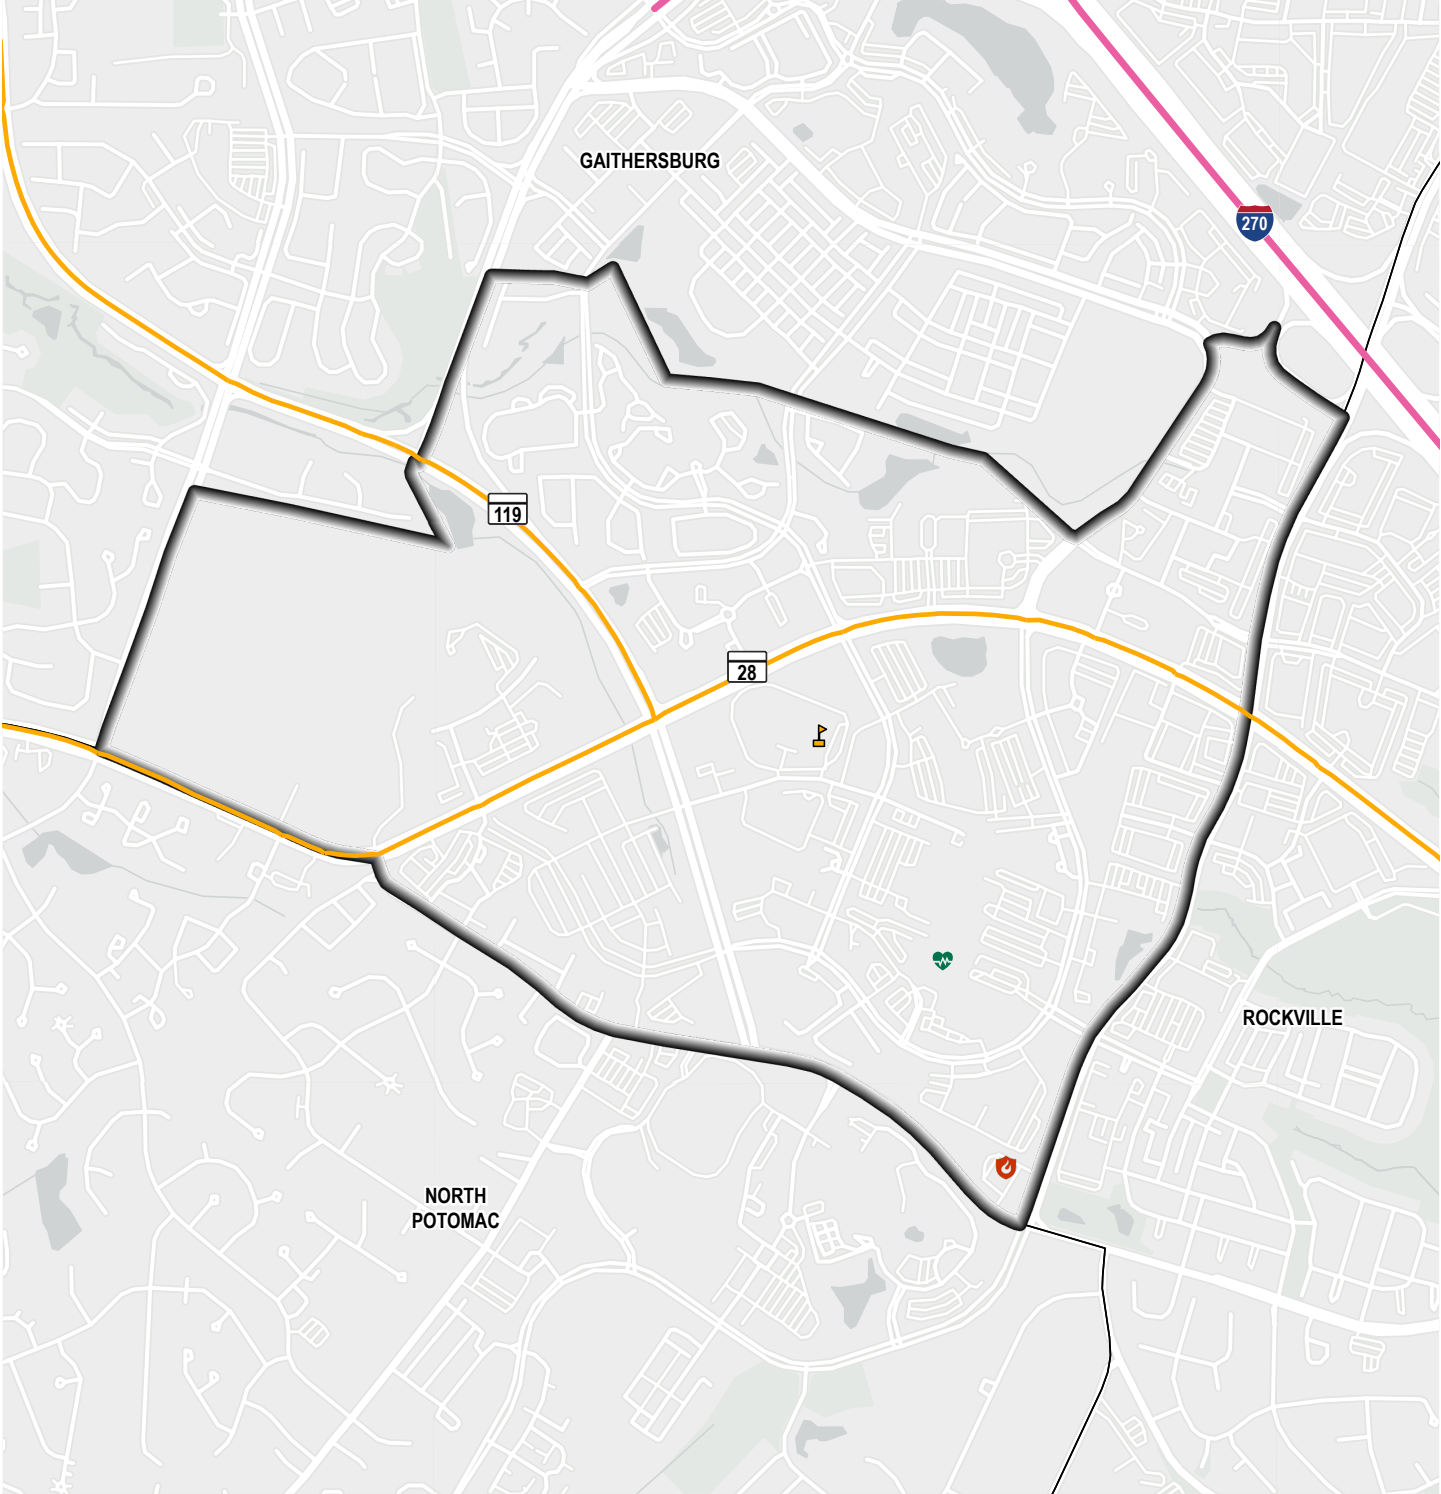 GAITHERSBURG
270
119
28
ROCKVILLE
NORTH
POTOMAC